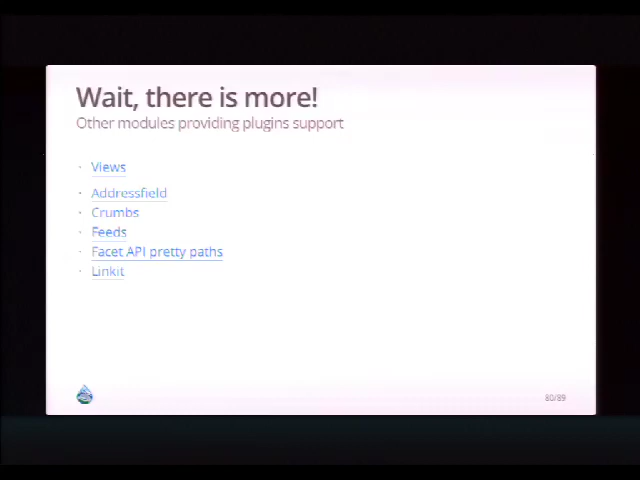 Wait, there is more!
Other modules providing plugins support
· Views
· Addressfield
· Crumbs
· Feeds
· Facet API pretty paths
· Linkit
80/89